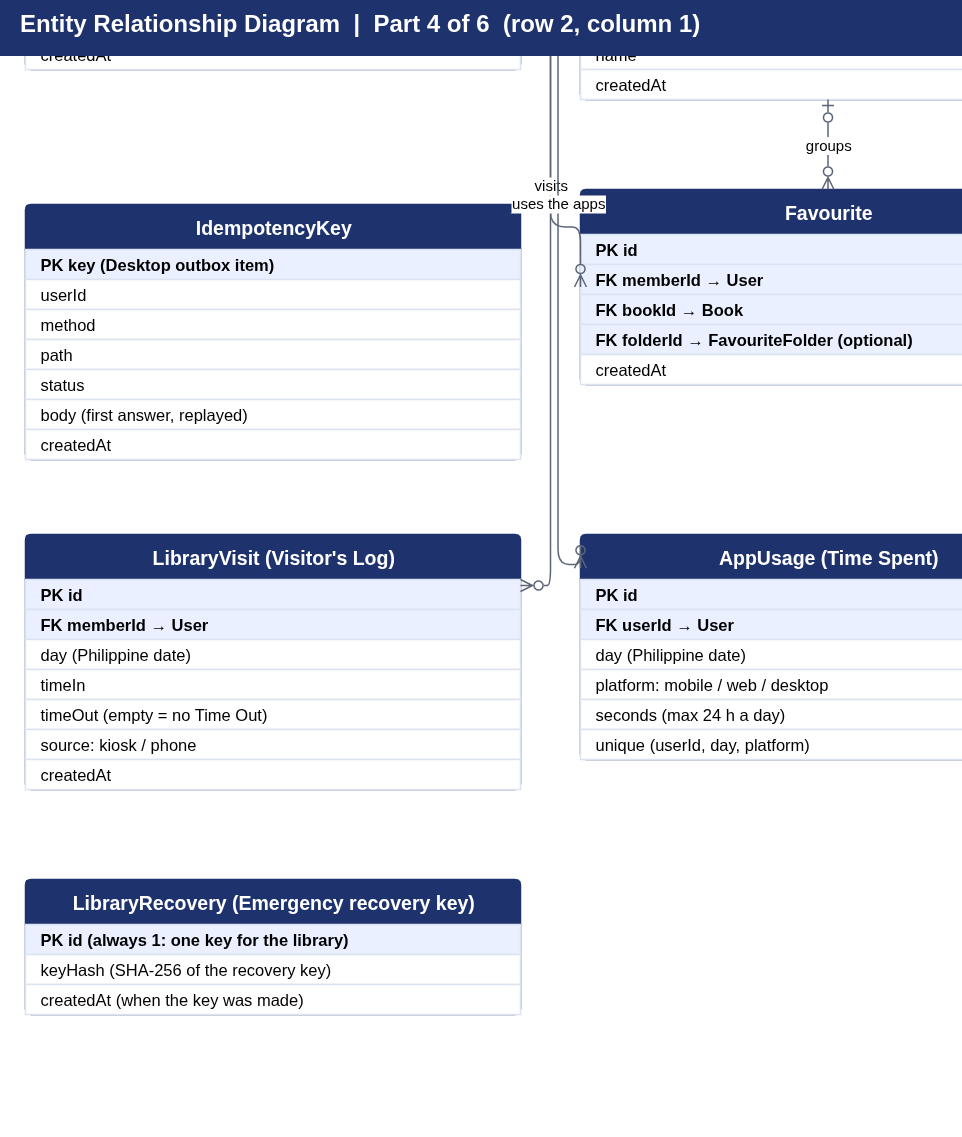 Entity Relationship Diagram | Part 4 of 6 (row 2, column 1)
createdAt
name
createdAt
groups
visits
uses the apps
IdempotencyKey
PK key (Desktop outbox item)
userId
method
path
status
body (first answer, replayed)
createdAt
Favourite
PK id
FK memberId → User
FK bookId → Book
FK folderId → FavouriteFolder (optional)
createdAt
LibraryVisit (Visitor's Log)
PK id
FK memberId → User
day (Philippine date)
timeIn
timeOut (empty = no Time Out)
source: kiosk / phone
createdAt
AppUsage (Time Spent)
PK id
FK userId → User
day (Philippine date)
platform: mobile / web / desktop
seconds (max 24 h a day)
unique (userId, day, platform)
LibraryRecovery (Emergency recovery key)
PK id (always 1: one key for the library)
keyHash (SHA-256 of the recovery key)
createdAt (when the key was made)